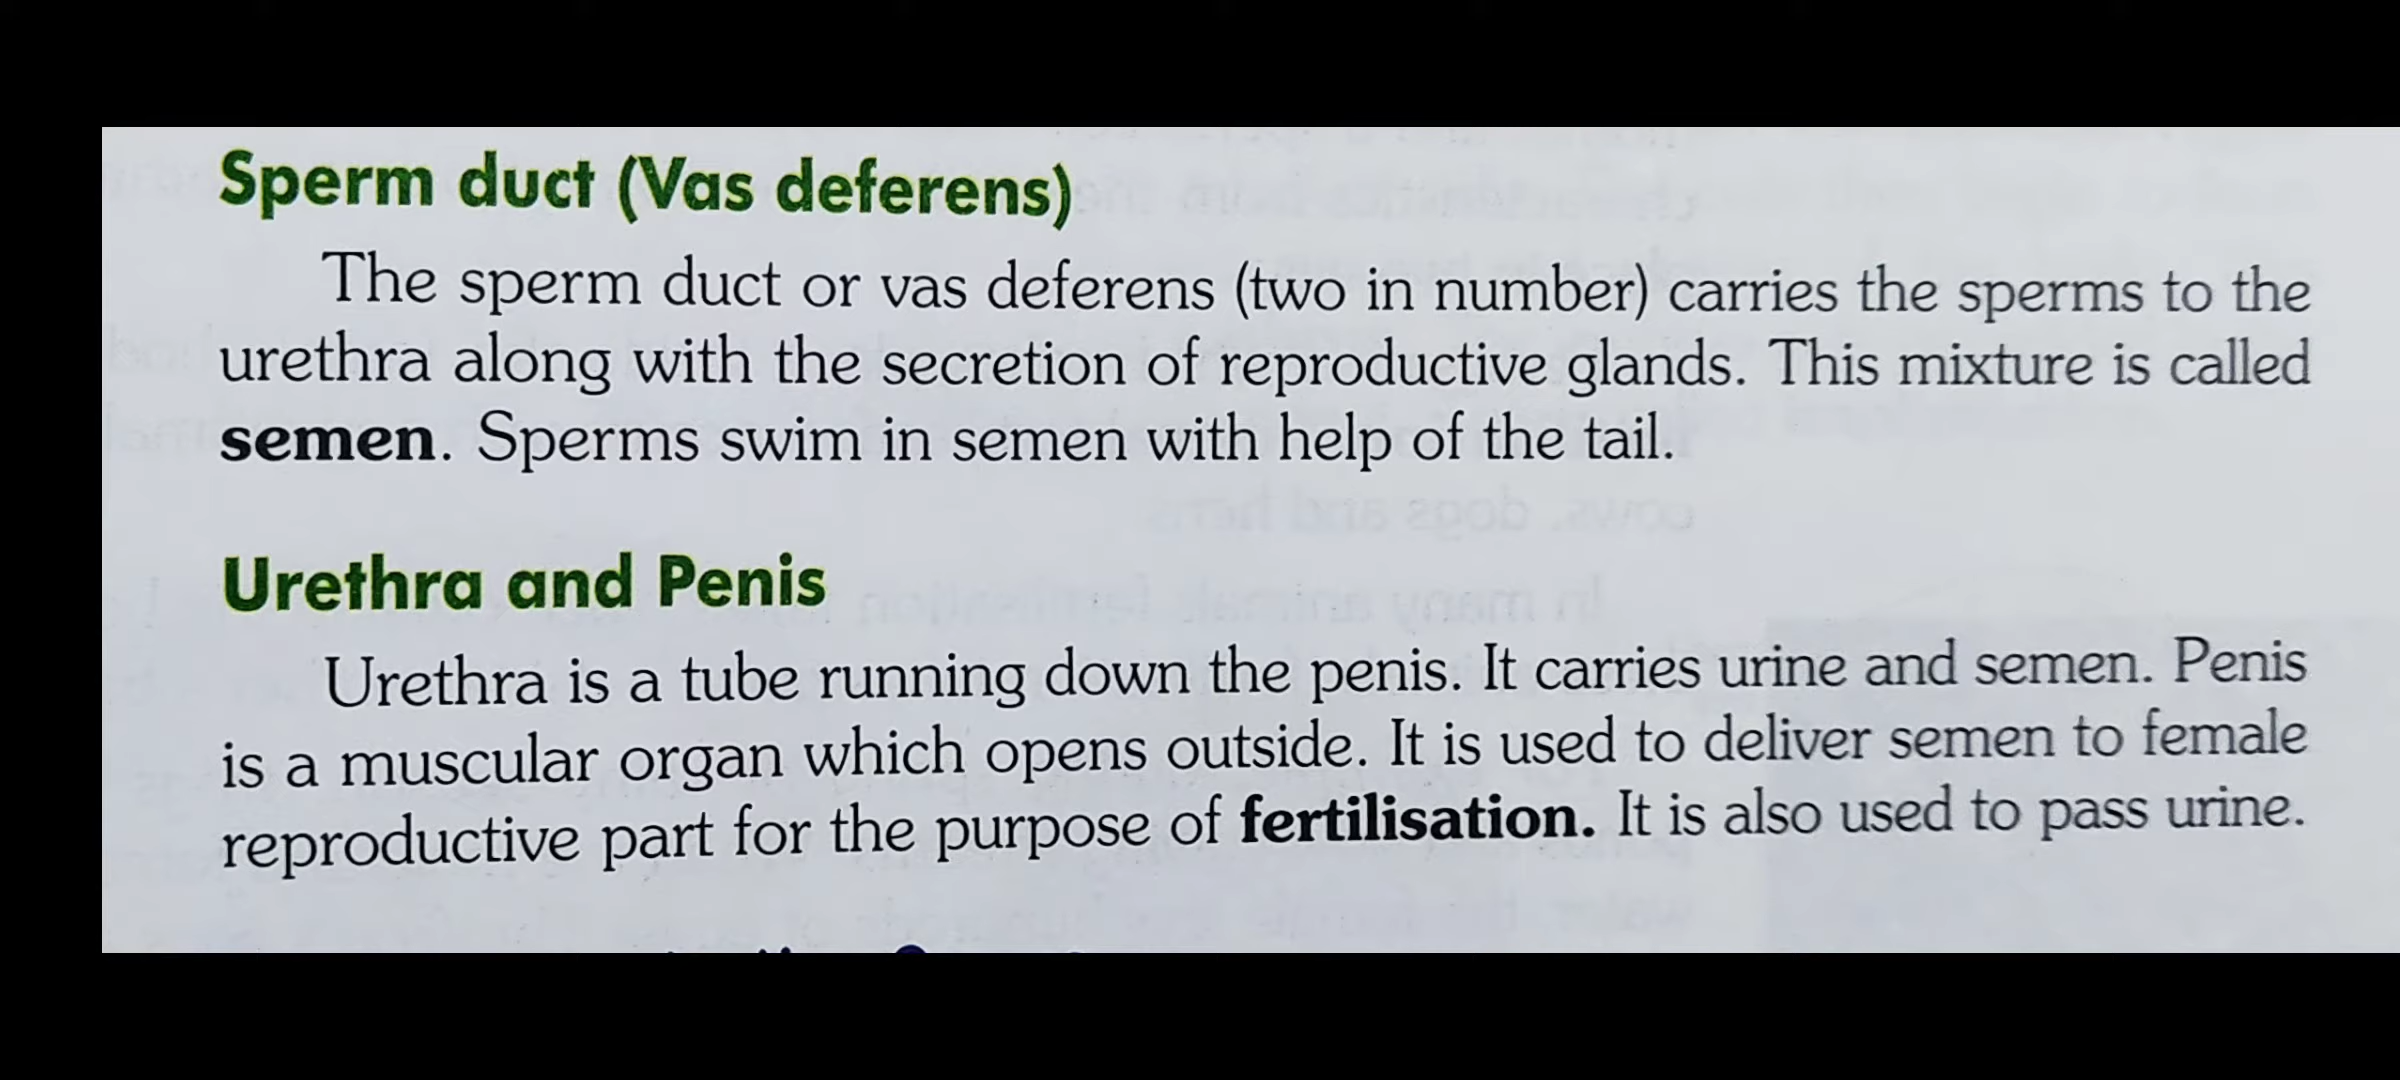 Sperm duct (Vas deferens)
The sperm duct or vas deferens (two in number) carries the sperms to the
urethra along with the secretion of reproductive glands. This mixture is called
semen. Sperms swim in semen with help of the tail.
Urethra and Penis
Urethra is a tube running down the penis. It carries urine and semen. Penis
is a muscular organ which opens outside. It is used to deliver semen to female
reproductive part for the purpose of fertilisation. It is also used to pass urine.